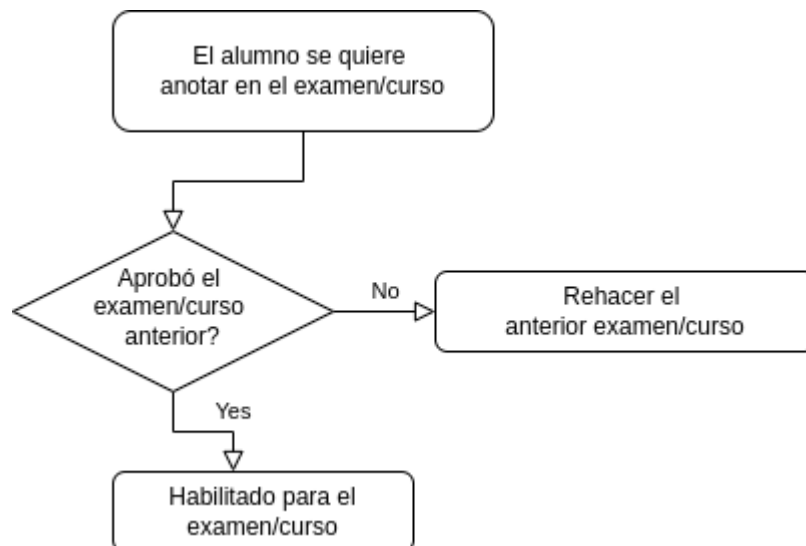 El alumno se quiere
anotar en el examen/curso
Aprobó el
examen/curso
anterior?
No
Rehacer el
anterior examen/curso
Yes
Habilitado para el
examen/curso